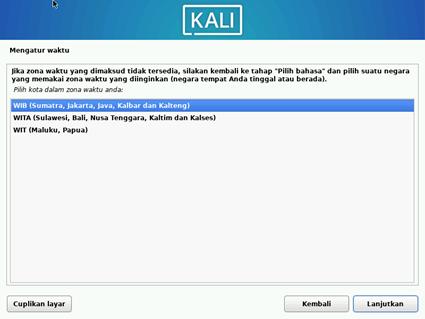 KALI
Mengatur waktu
Jika zona waktu yang dimaksud tidak tersedia, silakan kembali ke tahap "Pilih bahasa" dan pilih suatu negara
yang memakai zona waktu yang diinginkan (negara tempat Anda tinggal atau berada).
Pilih kota dalam zona waktu anda:
WIB (Sumatra, Jakarta, Java, Kalbar dan Kalteng)
WITA (Sulawesi, Bali, Nusa Tenggara, Kaltim dan Kalses)
WIT (Maluku, Papua)
Cuplikan layar
Kembali
Lanjutkan